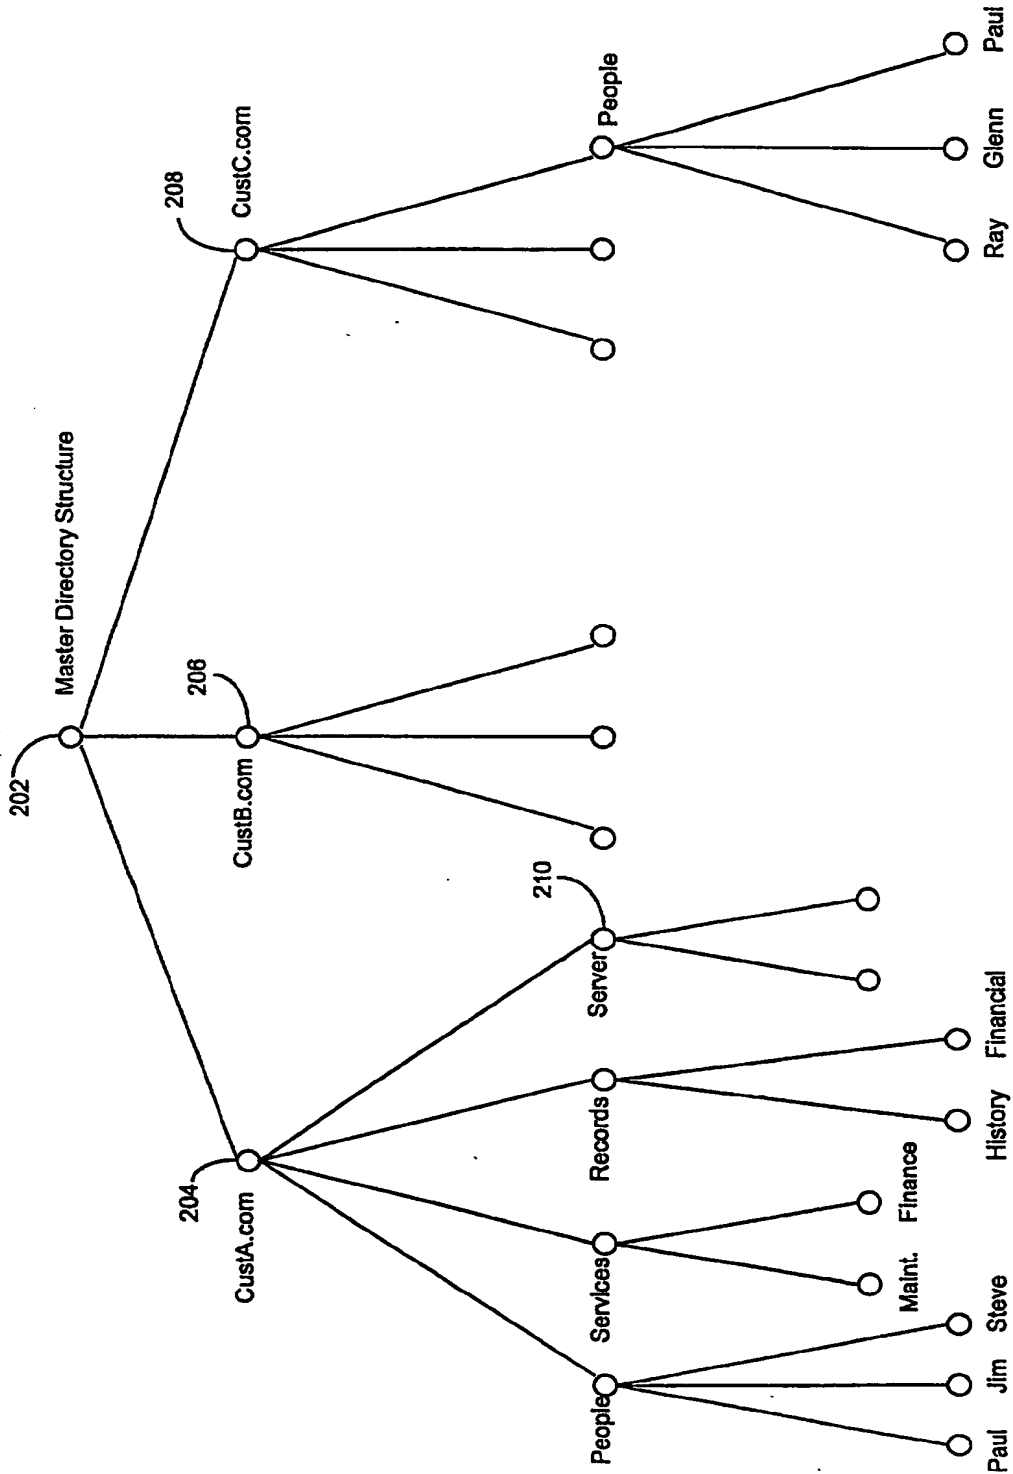 Master Directory Structure
202
204
CustA.com
206
CustB.com
208
CustC.com
People
Services
Records
Server
210
People
Paul
Jim
Steve
Maint.
Finance
History
Financial
Ray
Glenn
Paul